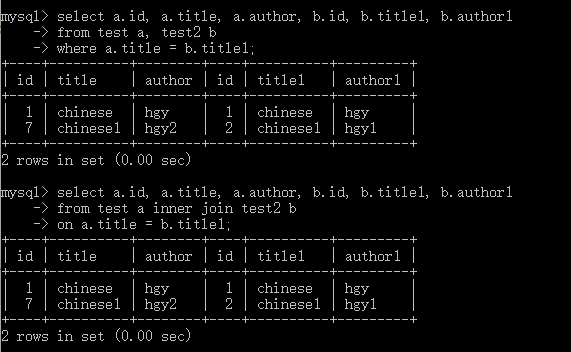 mysql> select a.id, a.title, a.author, b.id, b.title1, b.author1
    -> from test a, test2 b
    -> where a.title = b.title1;
+----+----------+--------+----+----------+---------+
| id | title    | author | id | title1   | author1 |
+----+----------+--------+----+----------+---------+
|  1 | chinese  | hgy    |  1 | chinese  | hgy     |
|  7 | chinese1 | hgy2   |  2 | chinese1 | hgy1    |
+----+----------+--------+----+----------+---------+
2 rows in set (0.00 sec)
mysql> select a.id, a.title, a.author, b.id, b.title1, b.author1
    -> from test a inner join test2 b
    -> on a.title = b.title1;
+----+----------+--------+----+----------+---------+
| id | title    | author | id | title1   | author1 |
+----+----------+--------+----+----------+---------+
|  1 | chinese  | hgy    |  1 | chinese  | hgy     |
|  7 | chinese1 | hgy2   |  2 | chinese1 | hgy1    |
+----+----------+--------+----+----------+---------+
2 rows in set (0.00 sec)